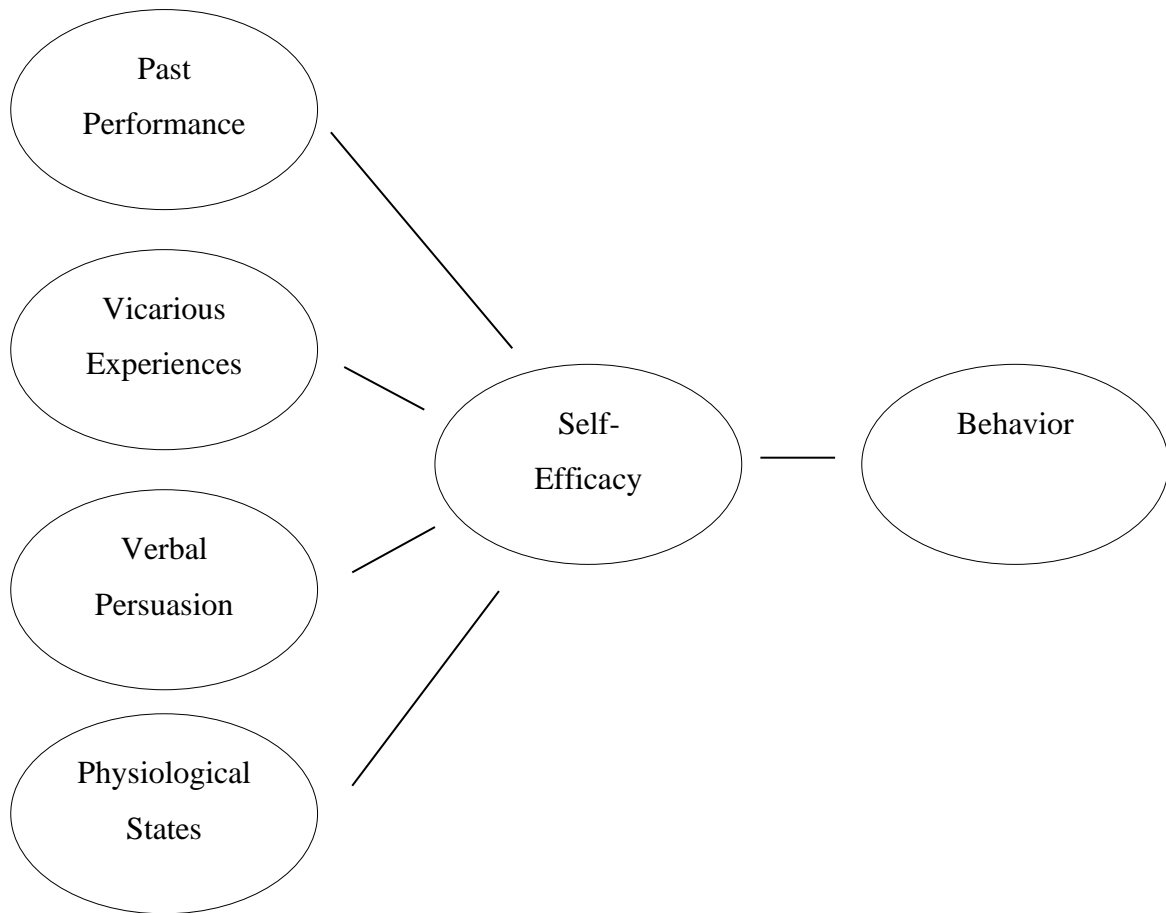 Past
Performance
Vicarious
Experiences
Verbal
Persuasion
Physiological
States
Self-
Efficacy
Behavior